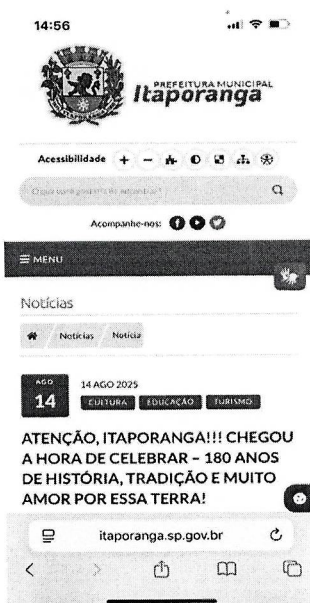 14:56
PREFEITURA MUNICIPAL
Itaporanga
Acessibilidade + −
Acompanhe-nos:
MENU
Notícias
Notícias Notícia
AGO
14
14 AGO 2025
CULTURA EDUCAÇÃO TURISMO
ATENÇÃO, ITAPORANGA!!! CHEGOU
A HORA DE CELEBRAR – 180 ANOS
DE HISTÓRIA, TRADIÇÃO E MUITO
AMOR POR ESSA TERRA!
itaporanga.sp.gov.br